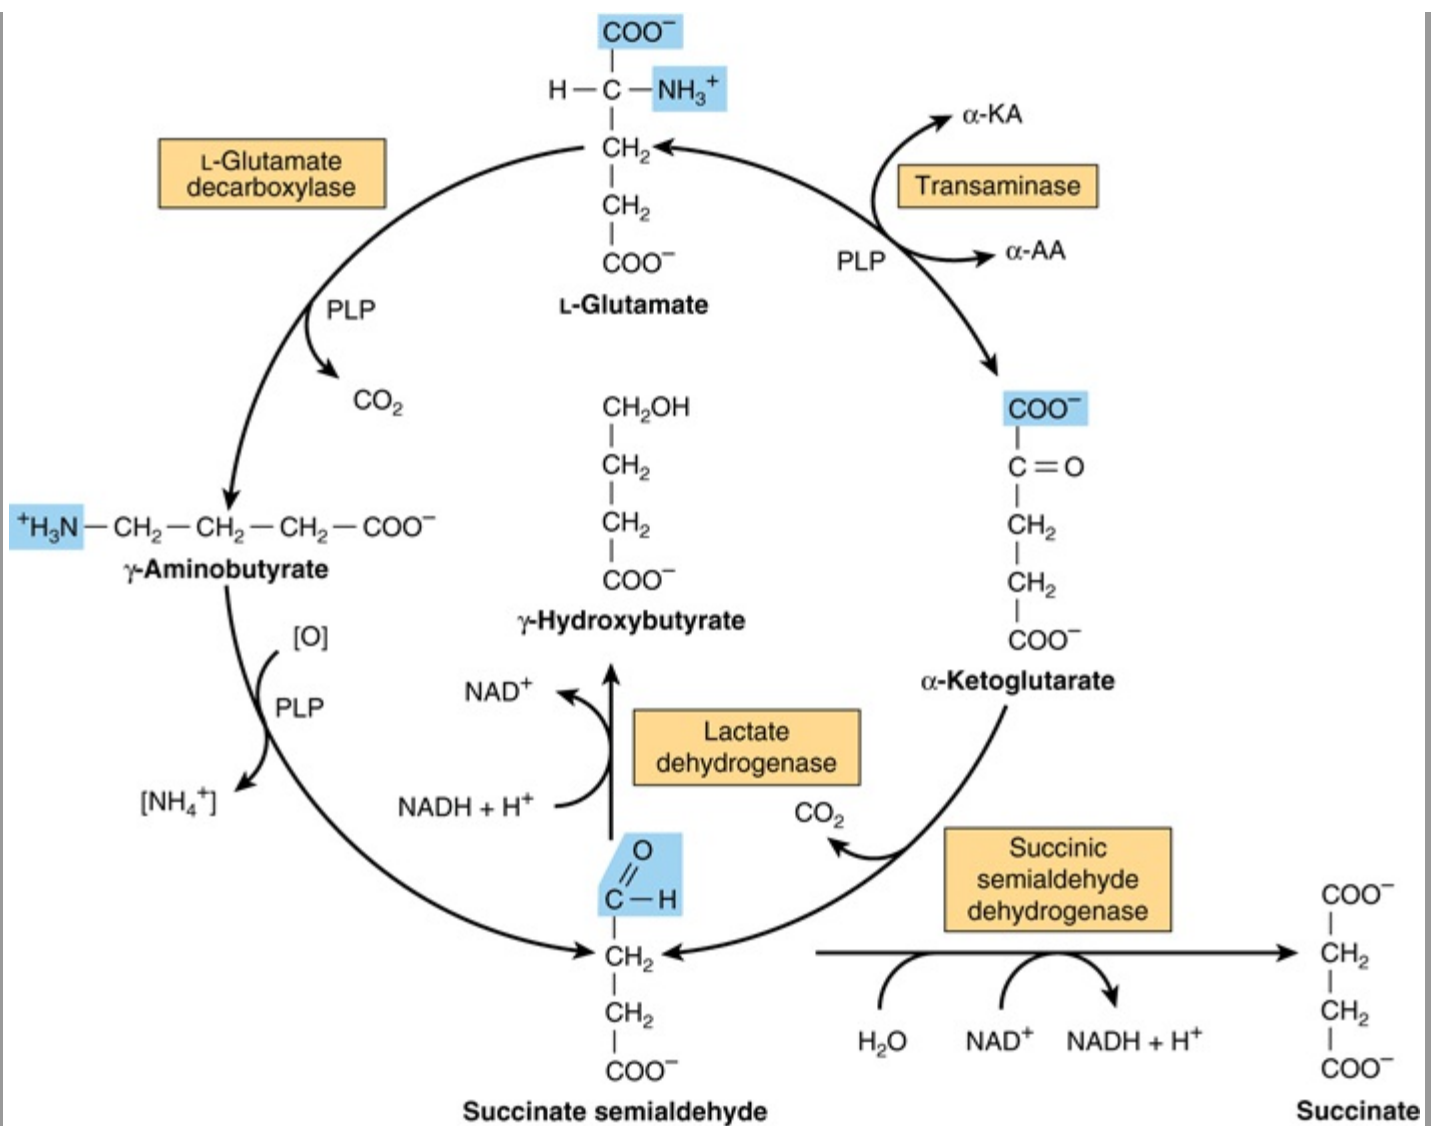 COO⁻
H—C—NH₃⁺
CH₂
CH₂
COO⁻
L-Glutamate
L-Glutamate
decarboxylase
PLP
CO₂
α-KA
Transaminase
PLP
α-AA
⁺H₃N—CH₂—CH₂—CH₂—COO⁻
γ-Aminobutyrate
CH₂OH
CH₂
CH₂
COO⁻
γ-Hydroxybutyrate
COO⁻
C=O
CH₂
CH₂
COO⁻
α-Ketoglutarate
[O]
PLP
[NH₄⁺]
NAD⁺
NADH + H⁺
Lactate
dehydrogenase
CO₂
O
C—H
CH₂
CH₂
COO⁻
Succinate semialdehyde
Succinic
semialdehyde
dehydrogenase
H₂O
NAD⁺
NADH + H⁺
COO⁻
CH₂
CH₂
COO⁻
Succinate